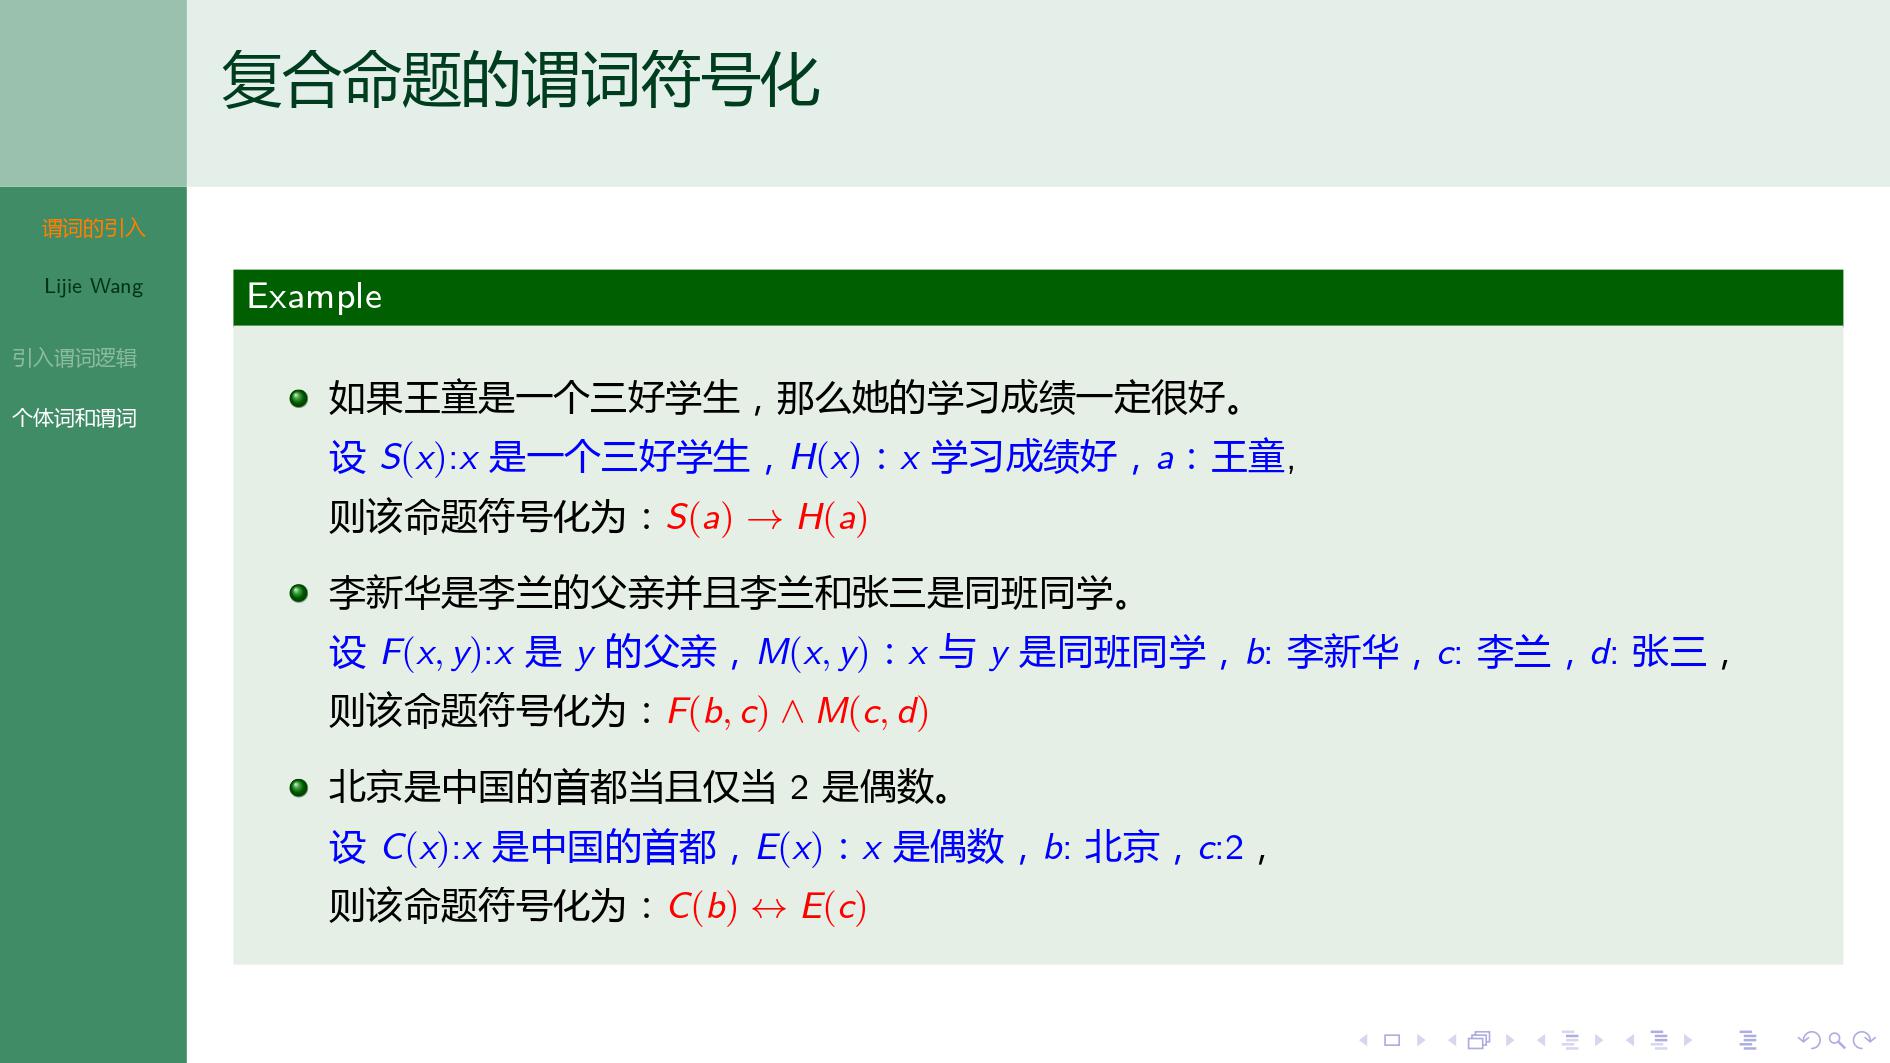 复合命题的谓词符号化
谓词的引入
Lijie Wang
引入谓词逻辑
个体词和谓词
Example
如果王童是一个三好学生，那么她的学习成绩一定很好。
设 S(x):x 是一个三好学生，H(x)：x 学习成绩好，a：王童,
则该命题符号化为：S(a) → H(a)
李新华是李兰的父亲并且李兰和张三是同班同学。
设 F(x, y):x 是 y 的父亲，M(x, y)：x 与 y 是同班同学，b: 李新华，c: 李兰，d: 张三，
则该命题符号化为：F(b, c) ∧ M(c, d)
北京是中国的首都当且仅当 2 是偶数。
设 C(x):x 是中国的首都，E(x)：x 是偶数，b: 北京，c:2，
则该命题符号化为：C(b) ↔ E(c)